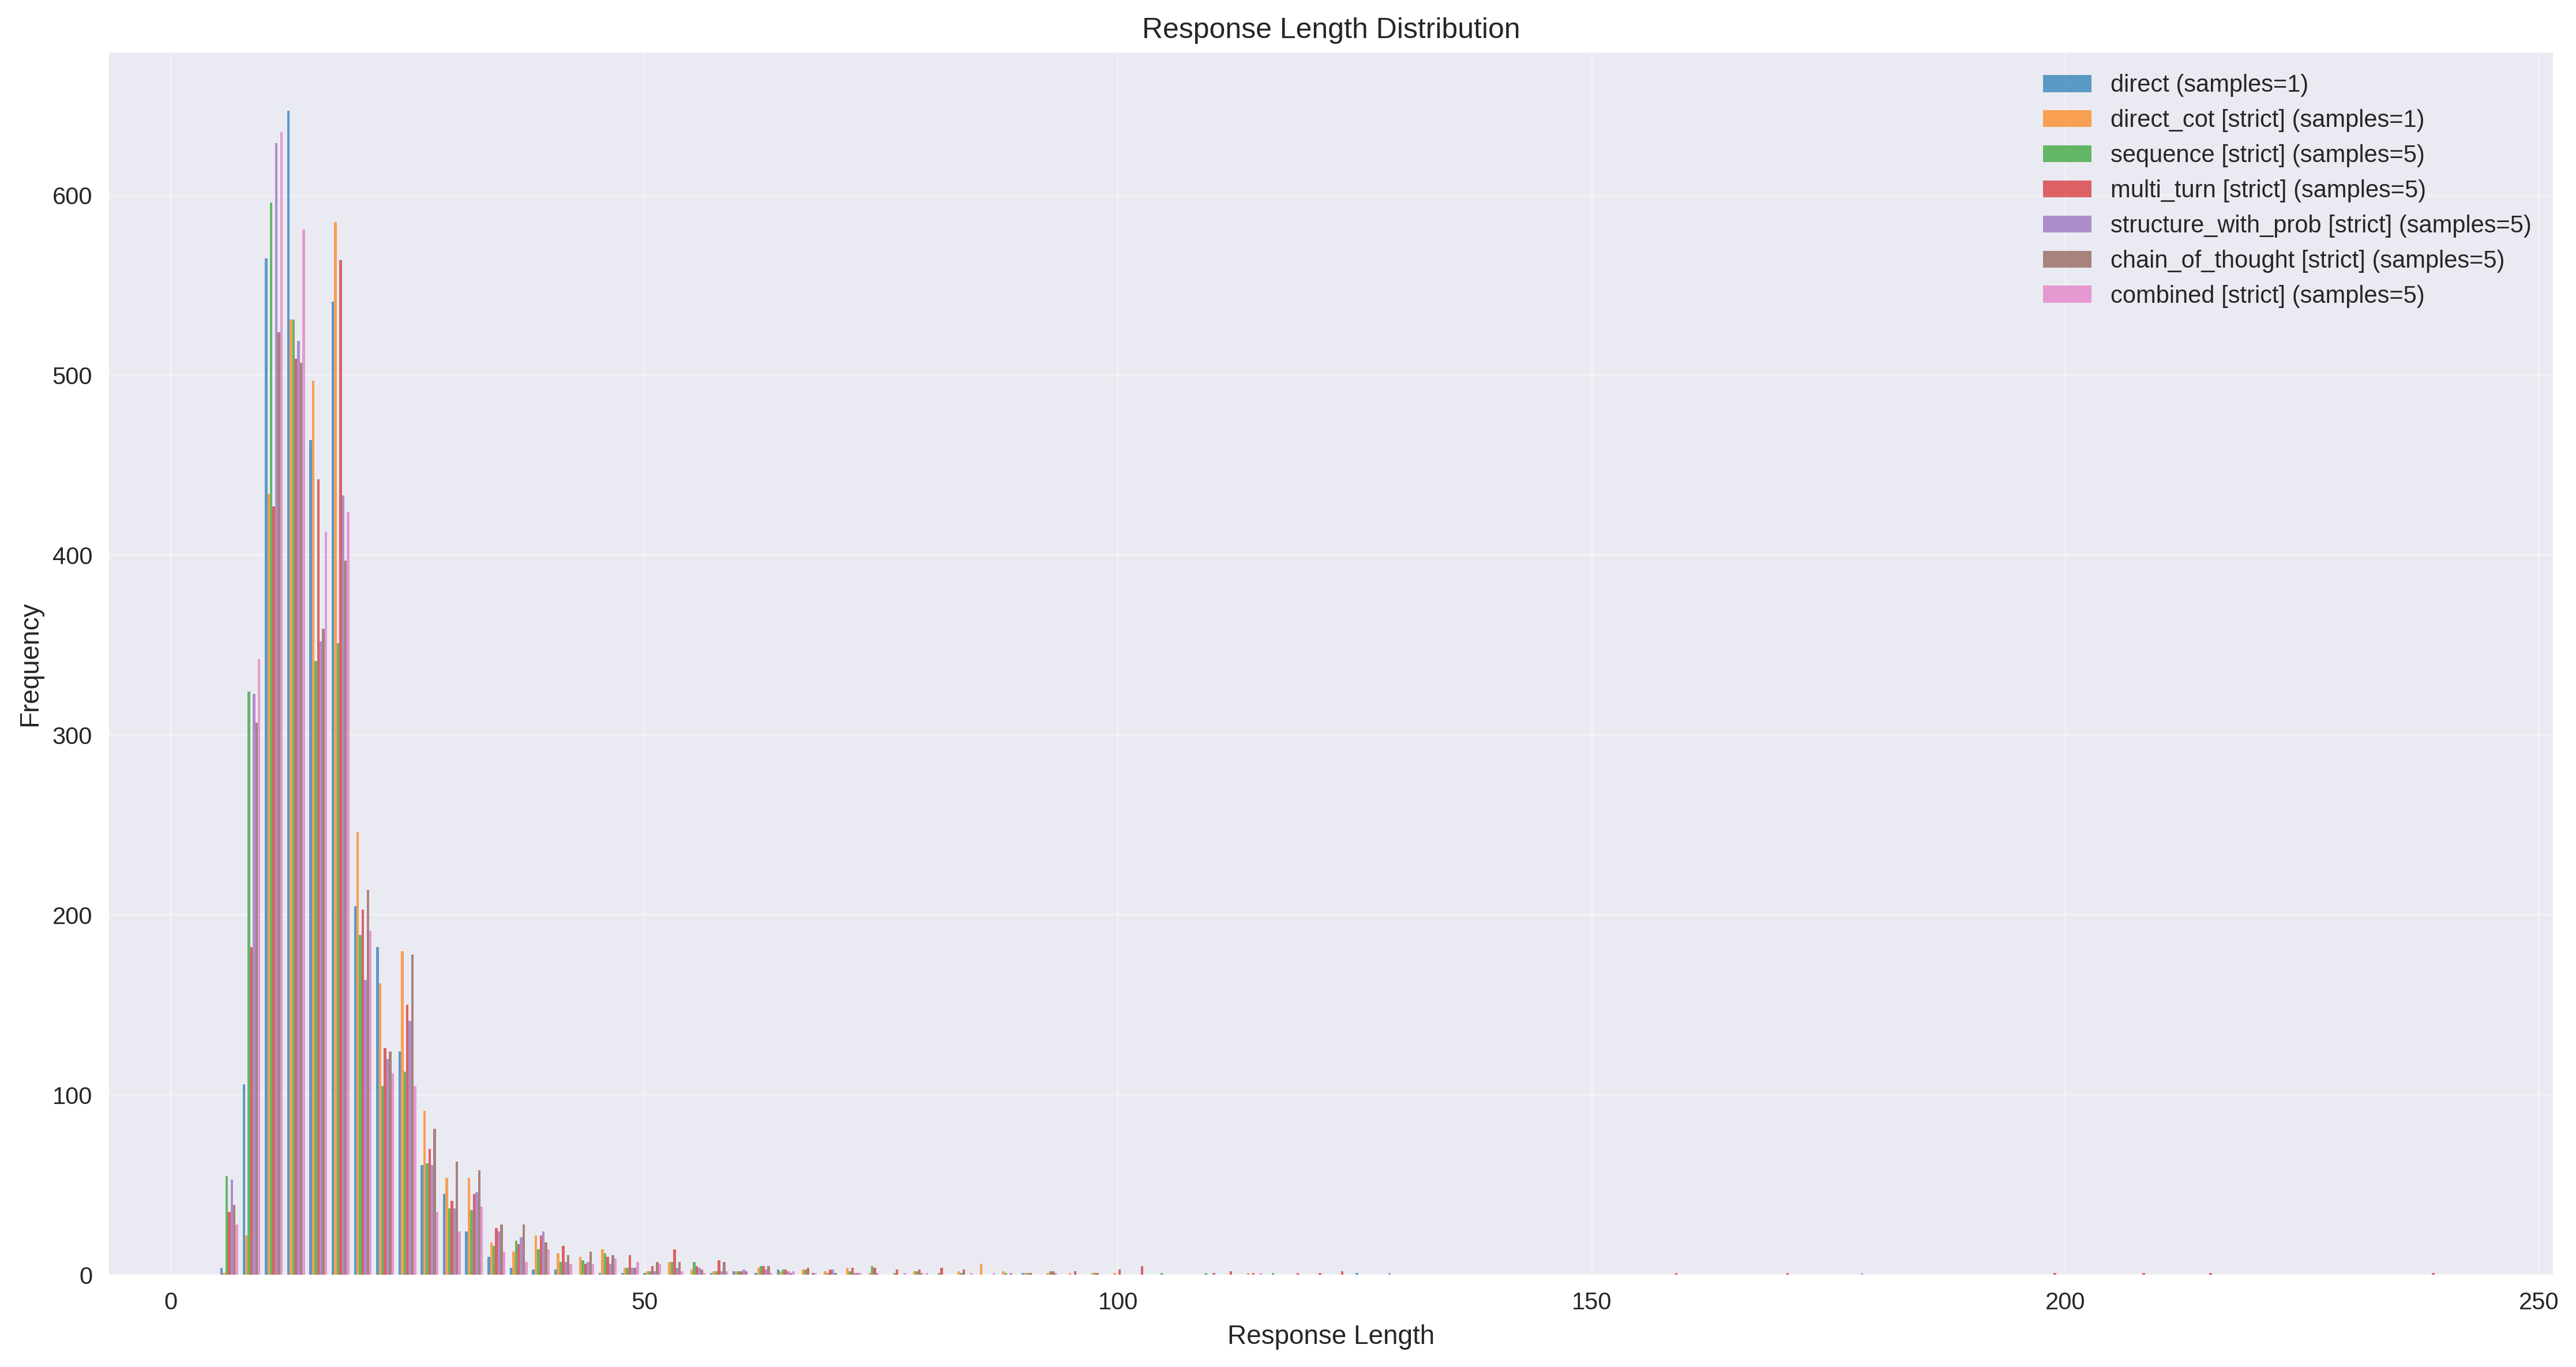 Response Length Distribution
direct (samples=1)
direct_cot [strict] (samples=1)
sequence [strict] (samples=5)
multi_turn [strict] (samples=5)
structure_with_prob [strict] (samples=5)
chain_of_thought [strict] (samples=5)
combined [strict] (samples=5)
Frequency
600
500
400
300
200
100
0
0 50 100 150 200 250
Response Length